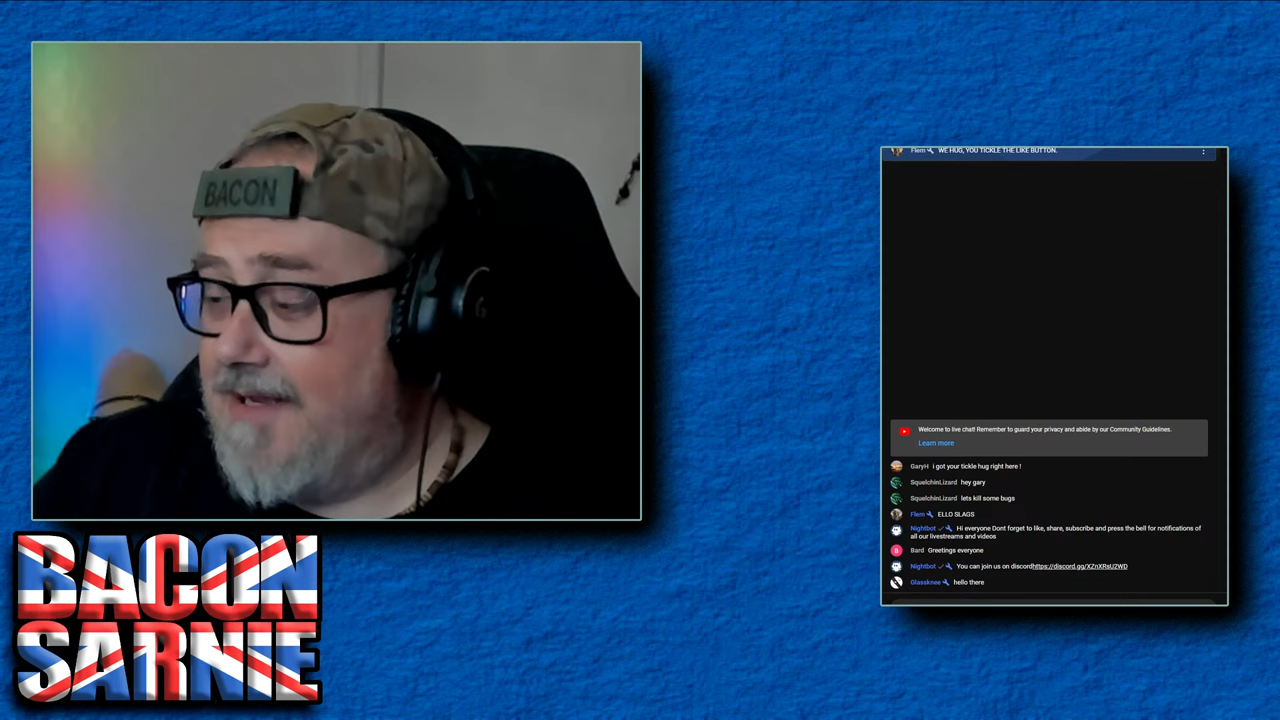 BACON
Flem WE HUG, YOU TICKLE THE LIKE BUTTON.
Welcome to live chat! Remember to guard your privacy and abide by our Community Guidelines.
Learn more
GaryH i got your tickle hug right here !
SquelchinLizard hey gary
SquelchinLizard lets kill some bugs
Flem ELLO SLAGS
Nightbot Hi everyone Dont forget to like, share, subscribe and press the bell for notifications of
all our livestreams and videos
B Bard Greetings everyone
Nightbot You can join us on discordhttps://discord.gg/XZnXRsU2WD
Glassknee hello there
BACON
SARNIE